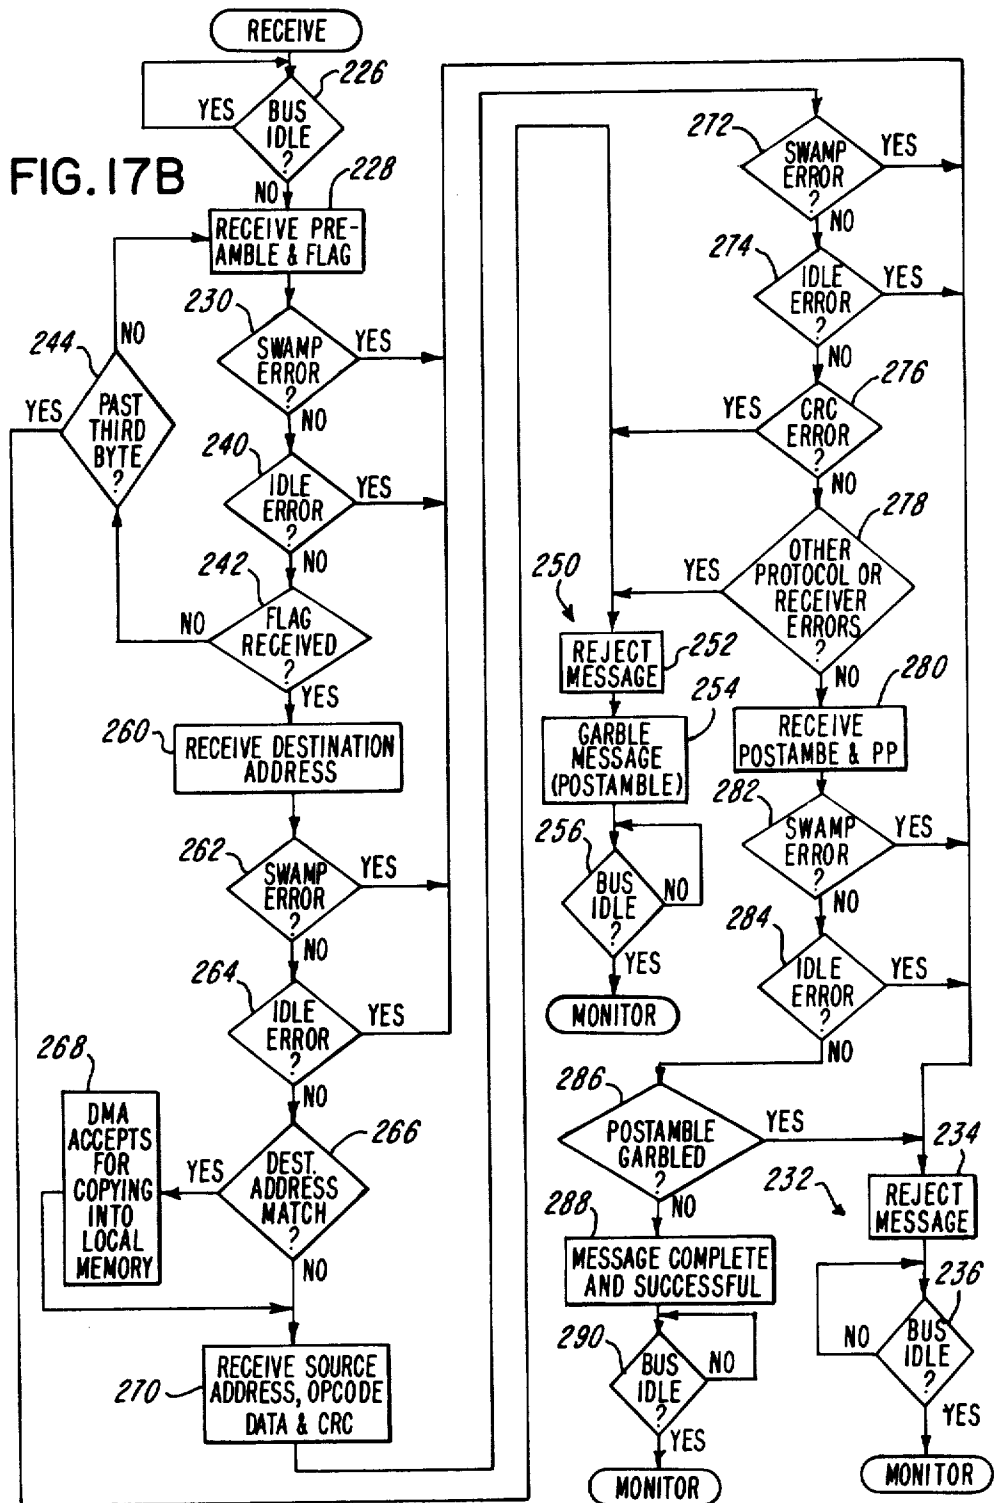 RECEIVE
226
YES
BUS
IDLE
?
NO
FIG. 17B
228
RECEIVE PRE-
AMBLE & FLAG
230
SWAMP
ERROR
?
YES
NO
244
NO
YES
PAST
THIRD
BYTE
?
240
IDLE
ERROR
?
YES
NO
242
FLAG
RECEIVED
?
NO
YES
260
RECEIVE DESTINATION
ADDRESS
262
SWAMP
ERROR
?
YES
NO
264
IDLE
ERROR
?
YES
NO
268
DMA
ACCEPTS
FOR
COPYING
INTO
LOCAL
MEMORY
266
YES
DEST.
ADDRESS
MATCH
?
NO
270
RECEIVE SOURCE
ADDRESS, OPCODE
DATA & CRC
272
SWAMP
ERROR
?
YES
NO
274
IDLE
ERROR
?
YES
NO
276
YES
CRC
ERROR
?
NO
278
YES
OTHER
PROTOCOL OR
RECEIVER
ERRORS
?
NO
250
REJECT
MESSAGE
252
254
GARBLE
MESSAGE
(POSTAMBLE)
256
BUS
IDLE
?
NO
YES
MONITOR
280
RECEIVE
POSTAMBE & PP
282
SWAMP
ERROR
?
YES
NO
284
IDLE
ERROR
?
YES
NO
286
POSTAMBLE
GARBLED
?
YES
NO
288
MESSAGE COMPLETE
AND SUCCESSFUL
290
BUS
IDLE
?
NO
YES
MONITOR
232
234
REJECT
MESSAGE
236
NO
BUS
IDLE
?
YES
MONITOR